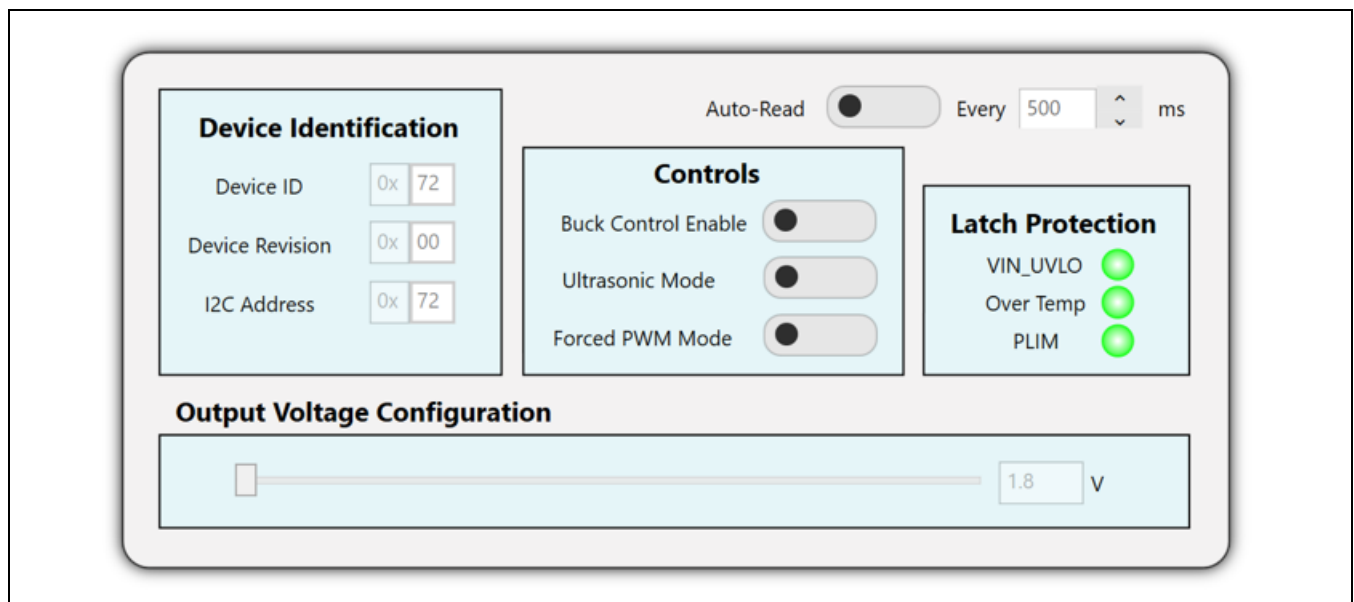 Auto-Read Every 500 ms
Device Identification
Device ID 0x 72
Device Revision 0x 00
I2C Address 0x 72
Controls
Buck Control Enable
Ultrasonic Mode
Forced PWM Mode
Latch Protection
VIN_UVLO
Over Temp
PLIM
Output Voltage Configuration
1.8 V